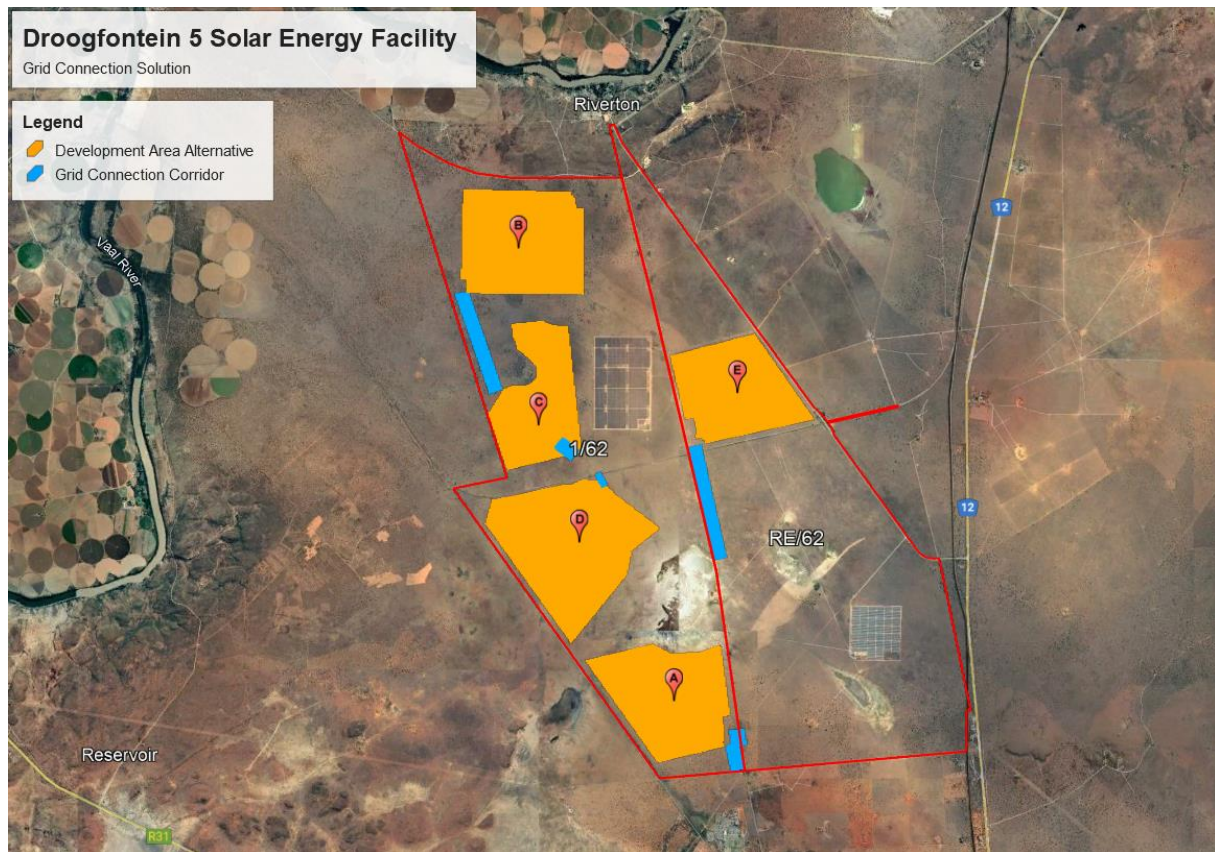 Droogfontein 5 Solar Energy Facility
Grid Connection Solution
Legend
Development Area Alternative
Grid Connection Corridor
Riverton
12
Vaal River
B
E
C
1/62
12
D
RE/62
A
Reservoir
R31